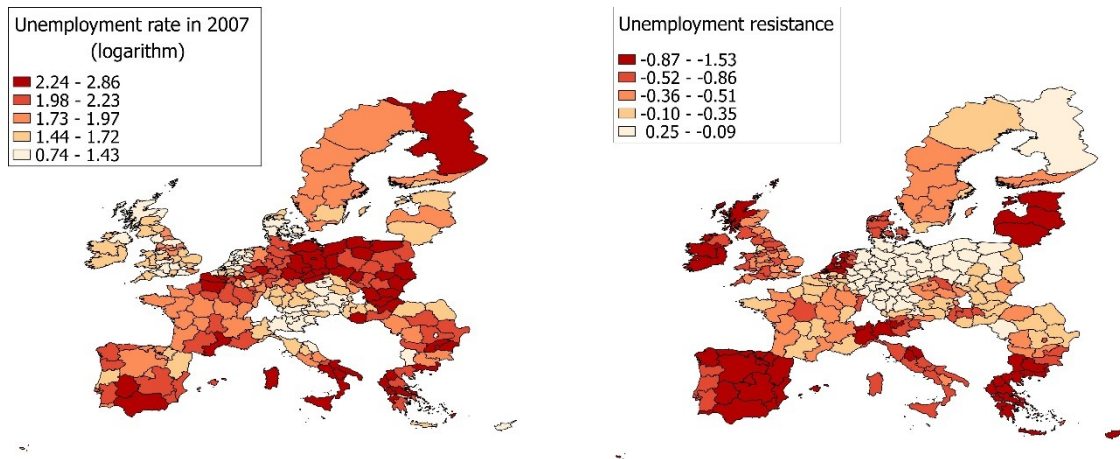 Unemployment rate in 2007
(logarithm)
2.24 - 2.86
1.98 - 2.23
1.73 - 1.97
1.44 - 1.72
0.74 - 1.43
Unemployment resistance
-0.87 - -1.53
-0.52 - -0.86
-0.36 - -0.51
-0.10 - -0.35
0.25 - -0.09